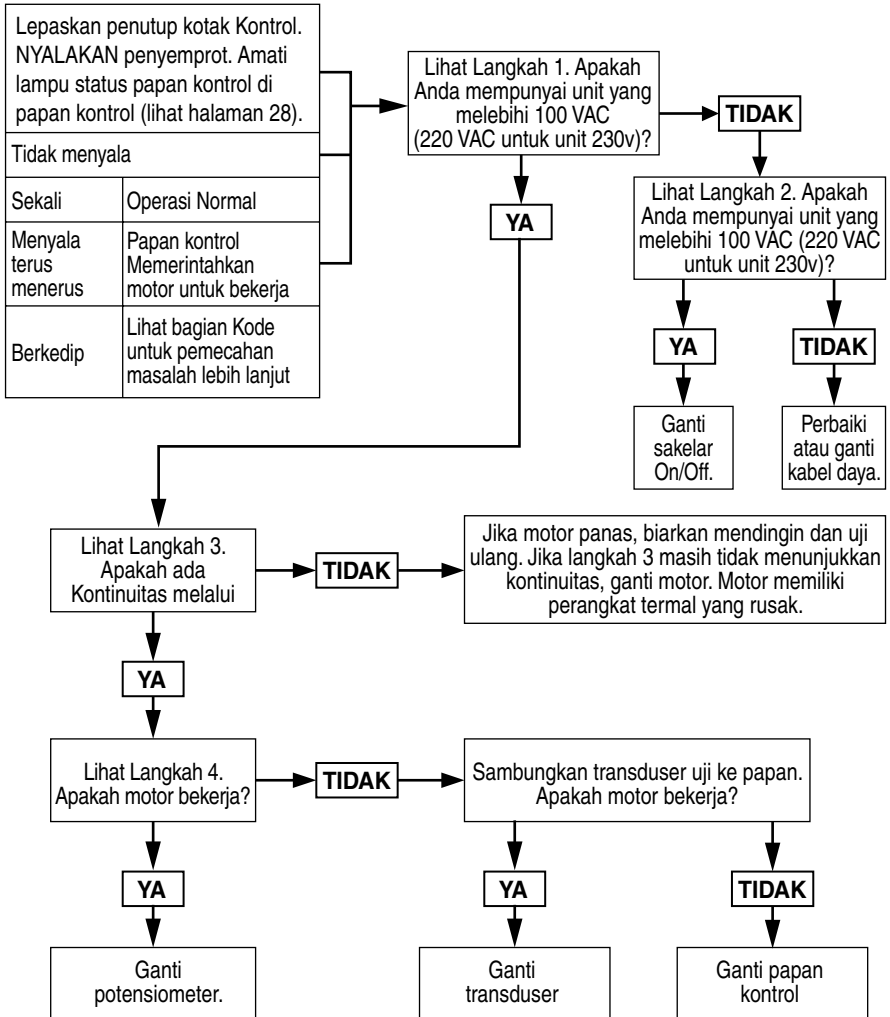 Lepaskan penutup kotak Kontrol.
NYALAKAN penyemprot. Amati
lampu status papan kontrol di
papan kontrol (lihat halaman 28).
Tidak menyala
Sekali
Operasi Normal
Menyala
terus
menerus
Papan kontrol
Memerintahkan
motor untuk bekerja
Berkedip
Lihat bagian Kode
untuk pemecahan
masalah lebih lanjut
Lihat Langkah 1. Apakah
Anda mempunyai unit yang
melebihi 100 VAC
(220 VAC untuk unit 230v)?
TIDAK
YA
Lihat Langkah 2. Apakah
Anda mempunyai unit yang
melebihi 100 VAC (220 VAC
untuk unit 230v)?
YA
TIDAK
Ganti
sakelar
On/Off.
Perbaiki
atau ganti
kabel daya.
Lihat Langkah 3.
Apakah ada
Kontinuitas melalui
TIDAK
Jika motor panas, biarkan mendingin dan uji
ulang. Jika langkah 3 masih tidak menunjukkan
kontinuitas, ganti motor. Motor memiliki
perangkat termal yang rusak.
YA
Lihat Langkah 4.
Apakah motor bekerja?
TIDAK
Sambungkan transduser uji ke papan.
Apakah motor bekerja?
YA
YA
TIDAK
Ganti
potensiometer.
Ganti
transduser
Ganti papan
kontrol